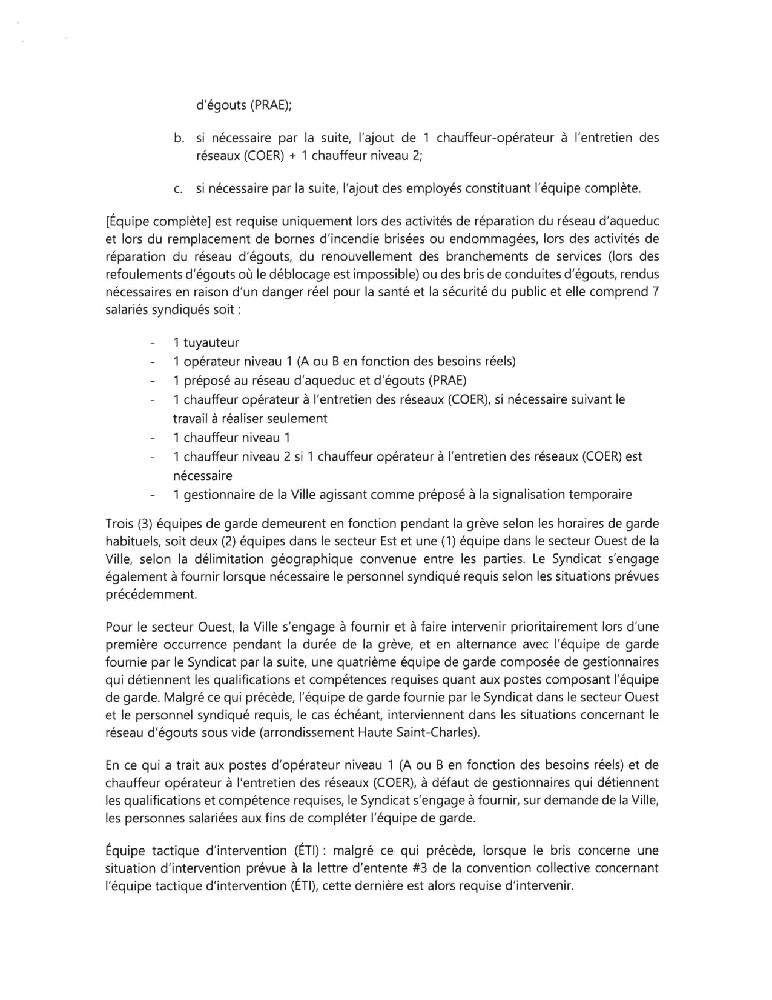 d'égouts (PRAE);
b. si nécessaire par la suite, l'ajout de 1 chauffeur-opérateur à l'entretien des
réseaux (COER) + 1 chauffeur niveau 2;
c. si nécessaire par la suite, l'ajout des employés constituant l'équipe complète.
[Équipe complète] est requise uniquement lors des activités de réparation du réseau d'aqueduc
et lors du remplacement de bornes d'incendie brisées ou endommagées, lors des activités de
réparation du réseau d'égouts, du renouvellement des branchements de services (lors des
refoulements d'égouts où le déblocage est impossible) ou des bris de conduites d'égouts, rendus
nécessaires en raison d'un danger réel pour la santé et la sécurité du public et elle comprend 7
salariés syndiqués soit :
- 1 tuyauteur
- 1 opérateur niveau 1 (A ou B en fonction des besoins réels)
- 1 préposé au réseau d'aqueduc et d'égouts (PRAE)
- 1 chauffeur opérateur à l'entretien des réseaux (COER), si nécessaire suivant le
travail à réaliser seulement
- 1 chauffeur niveau 1
- 1 chauffeur niveau 2 si 1 chauffeur opérateur à l'entretien des réseaux (COER) est
nécessaire
- 1 gestionnaire de la Ville agissant comme préposé à la signalisation temporaire
Trois (3) équipes de garde demeurent en fonction pendant la grève selon les horaires de garde
habituels, soit deux (2) équipes dans le secteur Est et une (1) équipe dans le secteur Ouest de la
Ville, selon la délimitation géographique convenue entre les parties. Le Syndicat s'engage
également à fournir lorsque nécessaire le personnel syndiqué requis selon les situations prévues
précédemment.
Pour le secteur Ouest, la Ville s'engage à fournir et à faire intervenir prioritairement lors d'une
première occurrence pendant la durée de la grève, et en alternance avec l'équipe de garde
fournie par le Syndicat par la suite, une quatrième équipe de garde composée de gestionnaires
qui détiennent les qualifications et compétences requises quant aux postes composant l'équipe
de garde. Malgré ce qui précède, l'équipe de garde fournie par le Syndicat dans le secteur Ouest
et le personnel syndiqué requis, le cas échéant, interviennent dans les situations concernant le
réseau d'égouts sous vide (arrondissement Haute Saint-Charles).
En ce qui a trait aux postes d'opérateur niveau 1 (A ou B en fonction des besoins réels) et de
chauffeur opérateur à l'entretien des réseaux (COER), à défaut de gestionnaires qui détiennent
les qualifications et compétence requises, le Syndicat s'engage à fournir, sur demande de la Ville,
les personnes salariées aux fins de compléter l'équipe de garde.
Équipe tactique d'intervention (ÉTI) : malgré ce qui précède, lorsque le bris concerne une
situation d'intervention prévue à la lettre d'entente #3 de la convention collective concernant
l'équipe tactique d'intervention (ÉTI), cette dernière est alors requise d'intervenir.